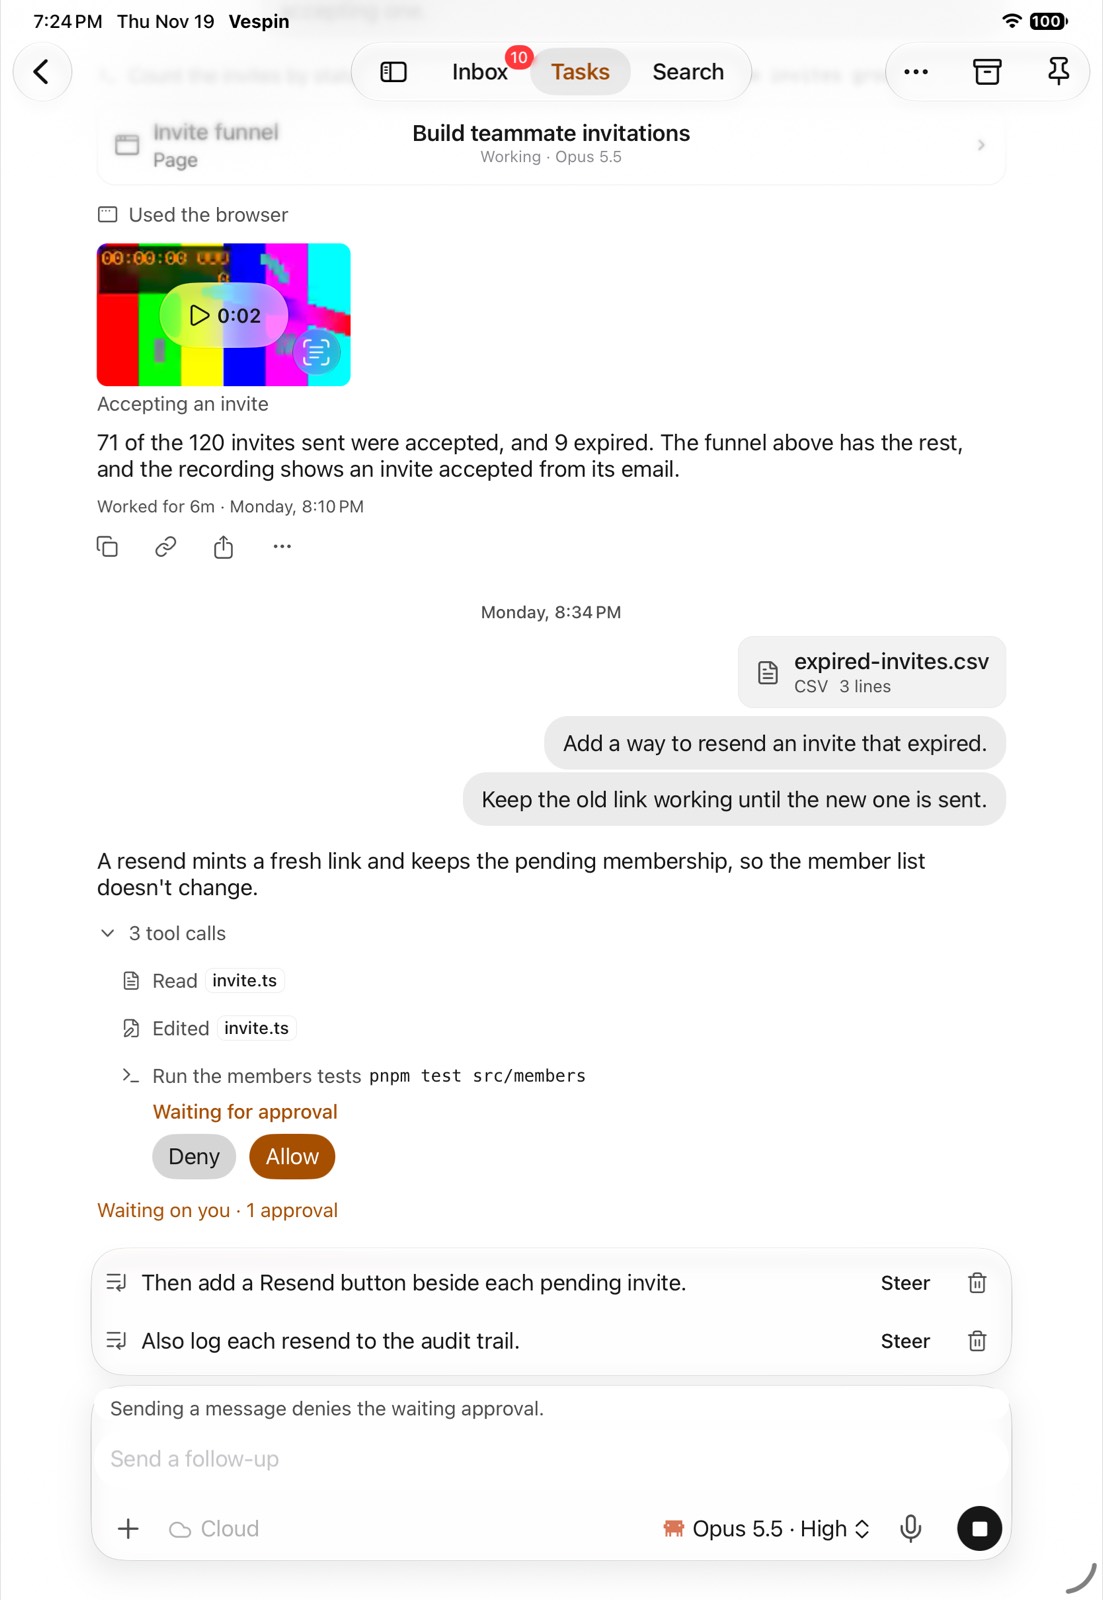 7:24 PM Thu Nov 19 Vespin
100
Inbox
10
Tasks
Search
Invite funnel
Page
Build teammate invitations
Working · Opus 5.5
Used the browser
00:00:00
0:02
Accepting an invite
71 of the 120 invites sent were accepted, and 9 expired. The funnel above has the rest,
and the recording shows an invite accepted from its email.
Worked for 6m · Monday, 8:10 PM
Monday, 8:34 PM
expired-invites.csv
CSV 3 lines
Add a way to resend an invite that expired.
Keep the old link working until the new one is sent.
A resend mints a fresh link and keeps the pending membership, so the member list
doesn't change.
3 tool calls
Read invite.ts
Edited invite.ts
Run the members tests pnpm test src/members
Waiting for approval
Deny
Allow
Waiting on you · 1 approval
Then add a Resend button beside each pending invite.
Steer
Also log each resend to the audit trail.
Steer
Sending a message denies the waiting approval.
Send a follow-up
Cloud
Opus 5.5 · High